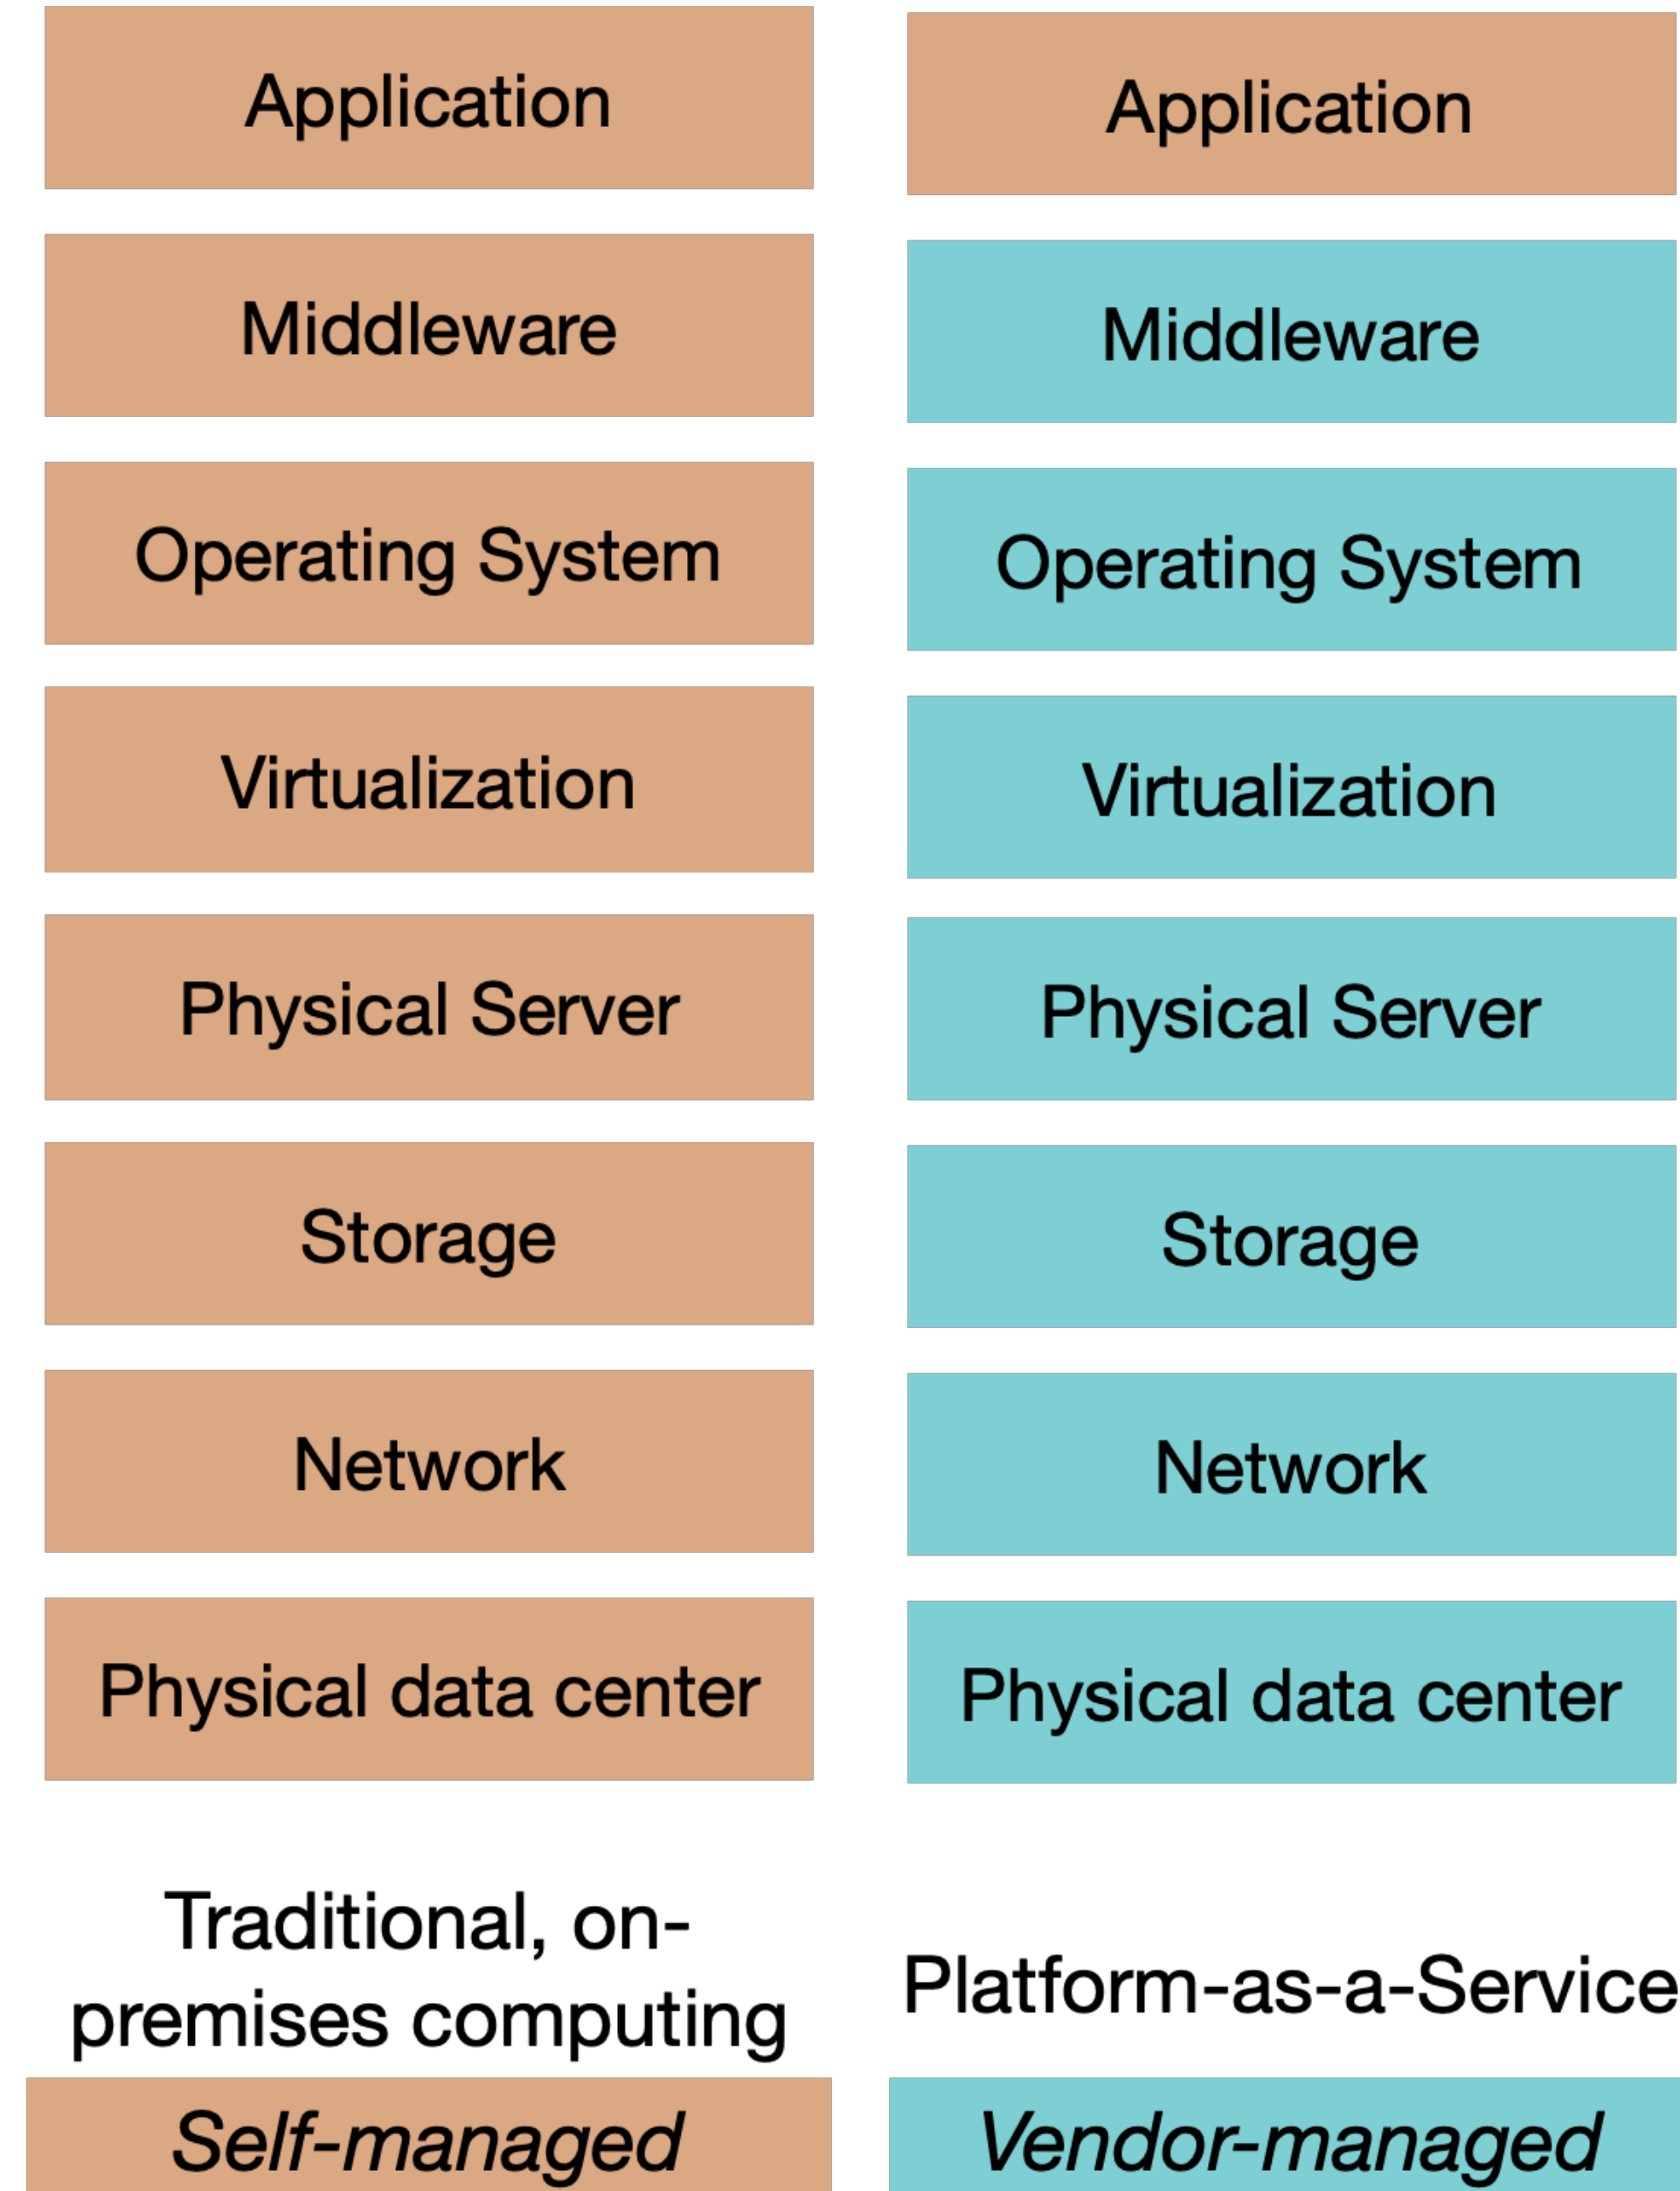 Application
Middleware
Operating System
Virtualization
Physical Server
Storage
Network
Physical data center
Traditional, on-
premises computing
Self-managed
Application
Middleware
Operating System
Virtualization
Physical Server
Storage
Network
Physical data center
Platform-as-a-Service
Vendor-managed